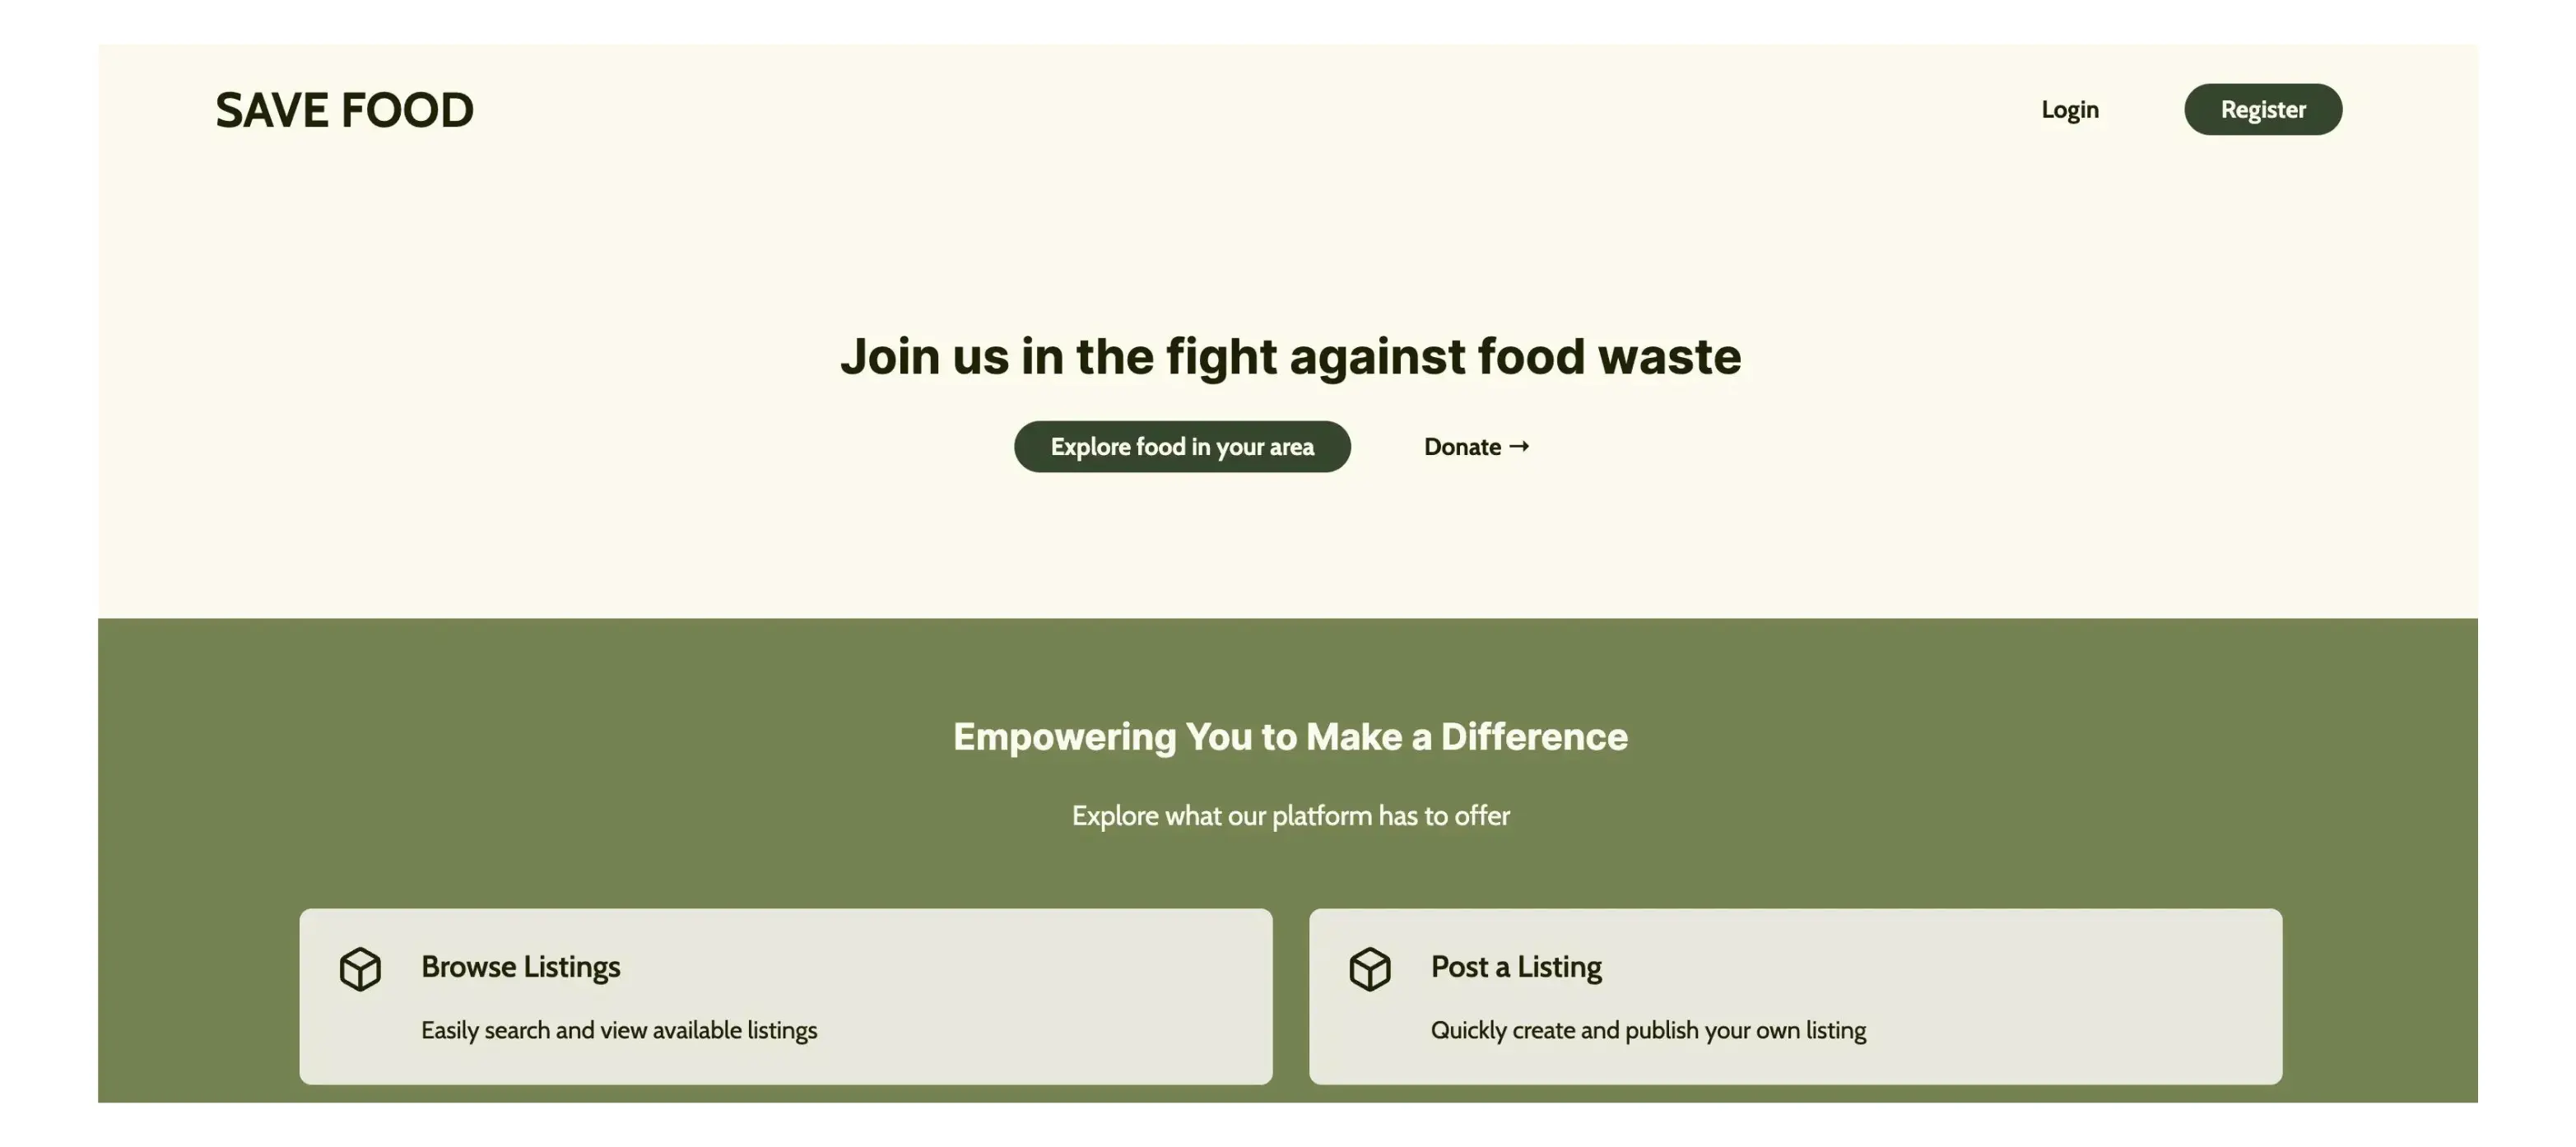 SAVE FOOD
Login
Register
Join us in the fight against food waste
Explore food in your area
Donate →
Empowering You to Make a Difference
Explore what our platform has to offer
Browse Listings
Easily search and view available listings
Post a Listing
Quickly create and publish your own listing